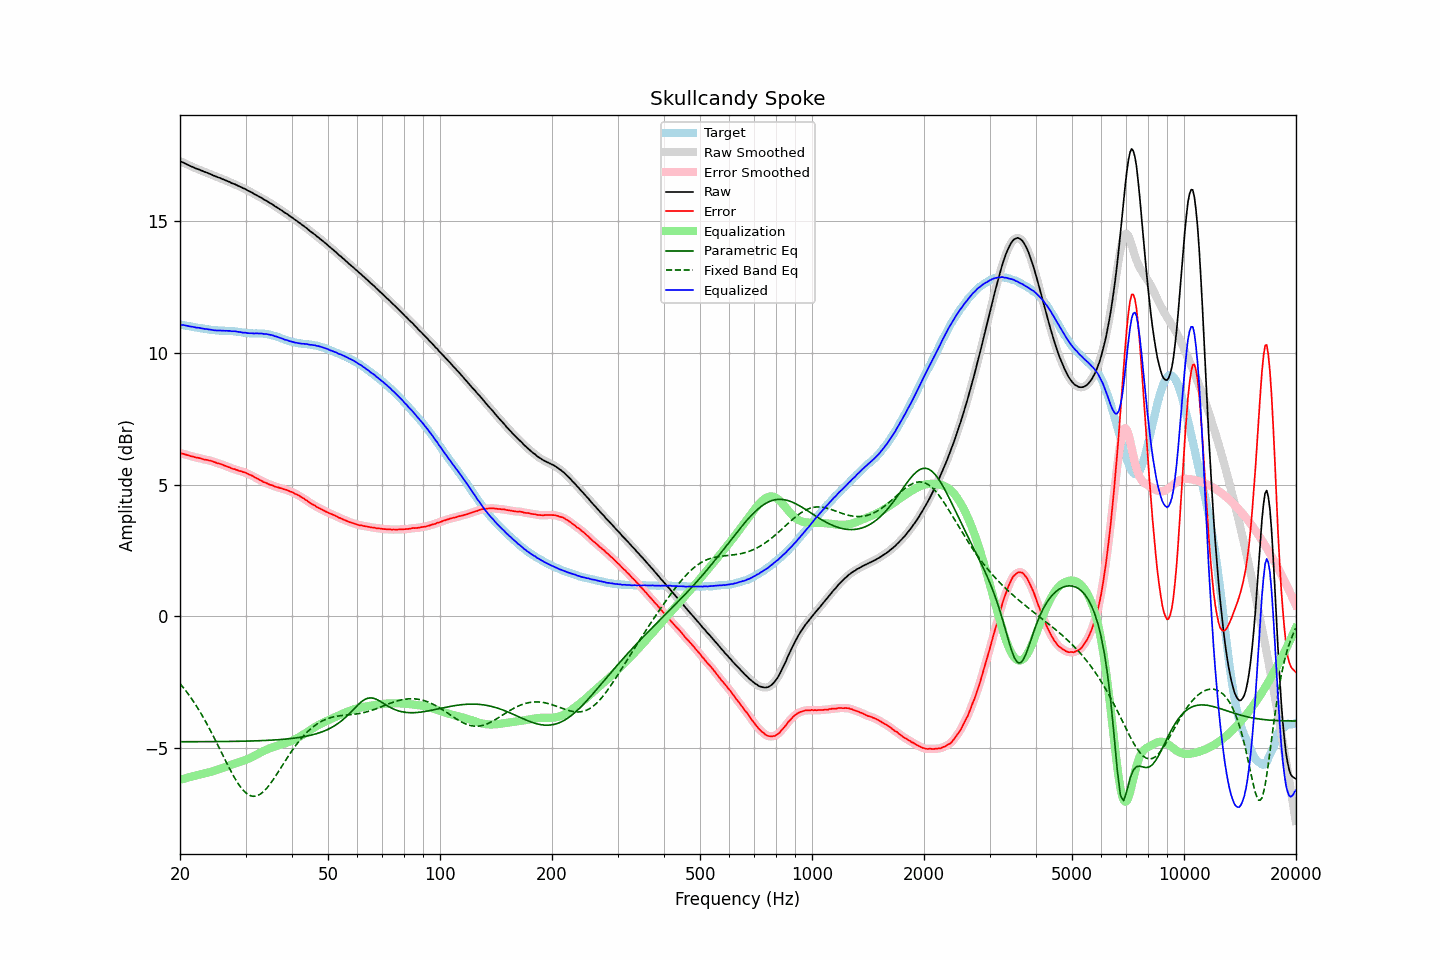 Skullcandy Spoke
Target
Raw Smoothed
Error Smoothed
Raw
Error
Equalization
Parametric Eq
Fixed Band Eq
Equalized
Amplitude (dBr)
15
10
5
0
−5
20
50
100
200
500
1000
2000
5000
10000
20000
Frequency (Hz)